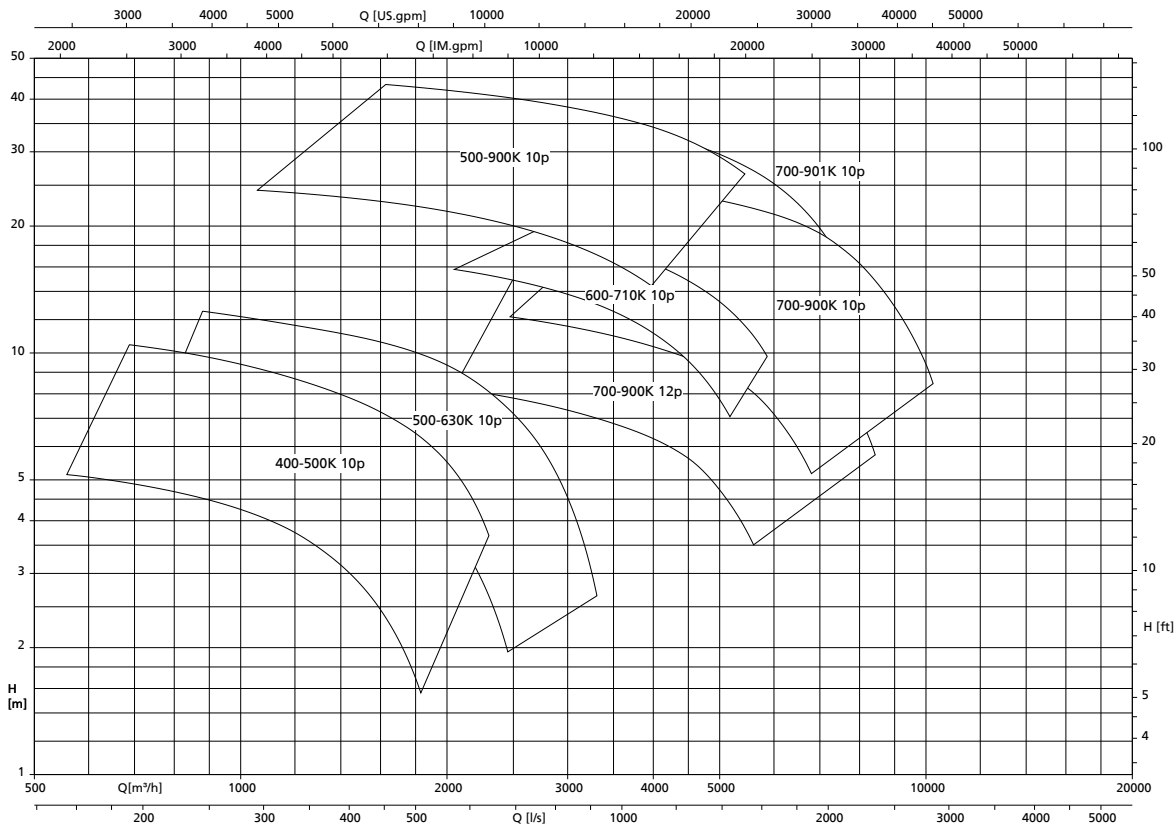 3000 4000 5000 Q [US.gpm] 10000 20000 30000 40000 50000
2000 3000 4000 5000 Q [IM.gpm] 10000 20000 30000 40000 50000
50
40
30
100
500-900K 10p
700-901K 10p
20
50
600-710K 10p
700-900K 10p
40
10
30
700-900K 12p
500-630K 10p
20
400-500K 10p
5
4
3
10
H [ft]
2
H
[m]
5
4
1
500 Q[m³/h] 1000 2000 3000 4000 5000 10000 20000
200 300 400 500 Q [l/s] 1000 2000 3000 4000 5000